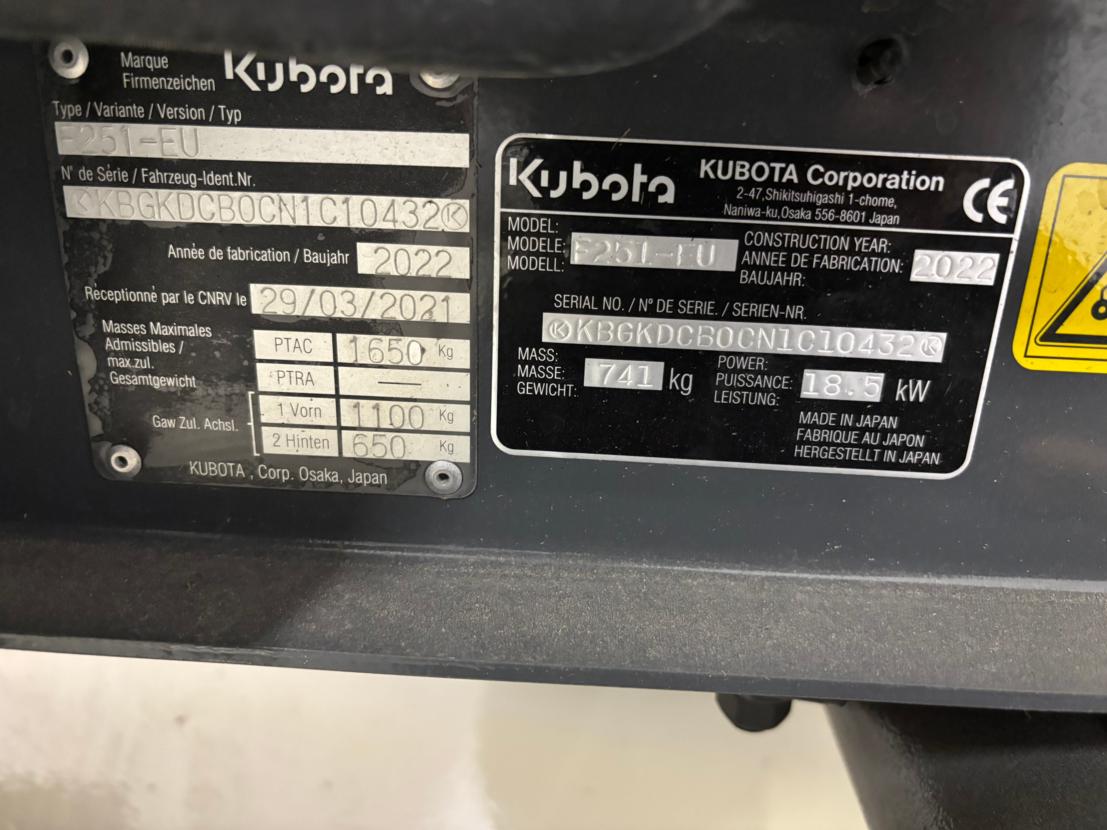 Marque
Firmenzeichen
Kubota
Type / Variante / Version / Typ
F251-EU
N° de Série / Fahrzeug-Ident.Nr.
KBGKDCB0CN1C10432
Année de fabrication / Baujahr 2022
Receptionné par le CNRV le 29/03/2021
Masses Maximales
Admissibles /
max.zul.
Gesamtgewicht
PTAC 1650 Kg
PTRA —
Gaw Zul. Achsl.
1 Vorn 1100 Kg
2 Hinten 650 Kg
KUBOTA , Corp. Osaka, Japan
Kubota
KUBOTA Corporation
2-47,Shikitsuhigashi 1-chome,
Naniwa-ku,Osaka 556-8601 Japan
CE
MODEL:
MODELE:
MODELL:
F251-EU
CONSTRUCTION YEAR:
ANNEE DE FABRICATION:
BAUJAHR:
2022
SERIAL NO. / N° DE SERIE. / SERIEN-NR.
KBGKDCB0CN1C10432
MASS:
MASSE:
GEWICHT:
741 kg
POWER:
PUISSANCE:
LEISTUNG:
18.5 kW
MADE IN JAPAN
FABRIQUE AU JAPON
HERGESTELLT IN JAPAN